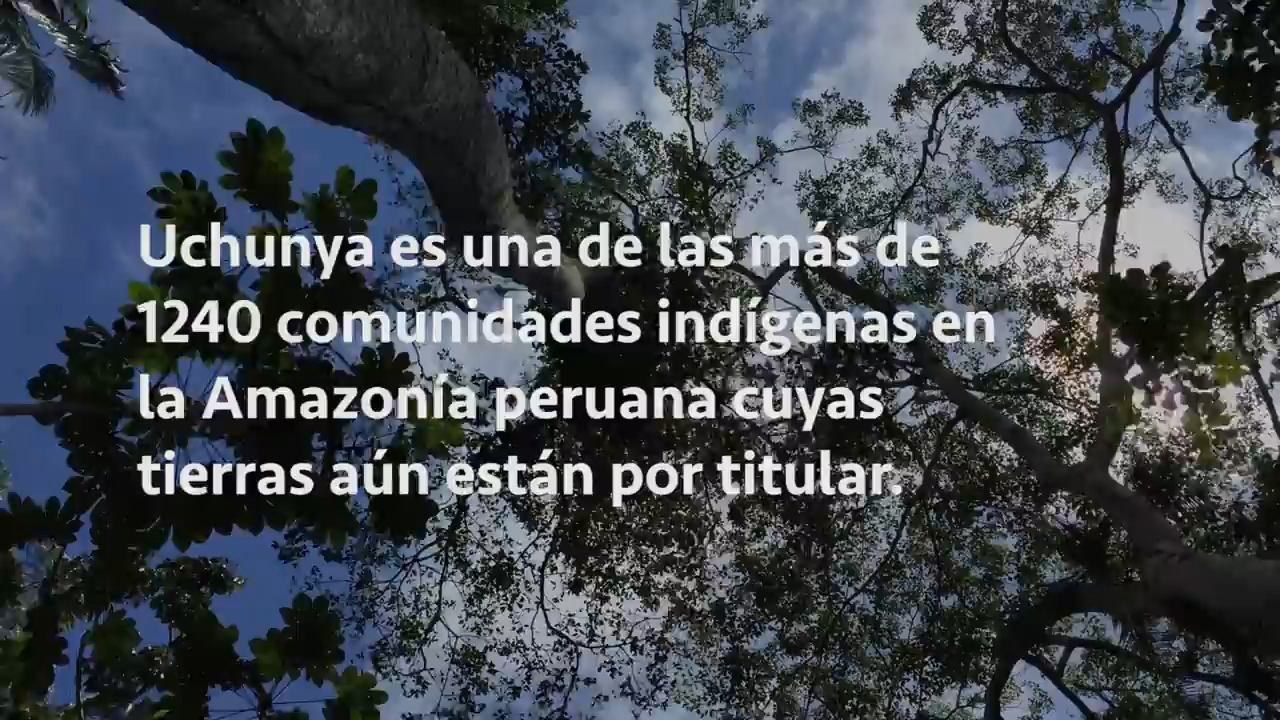 Uchunya es una de las más de
1240 comunidades indígenas en
la Amazonía peruana cuyas
tierras aún están por titular.